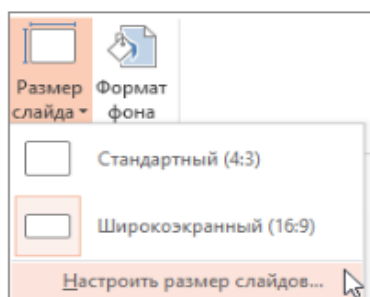 Размер Формат
слайда фона
Стандартный (4:3)
Широкоэкранный (16:9)
Настроить размер слайдов...